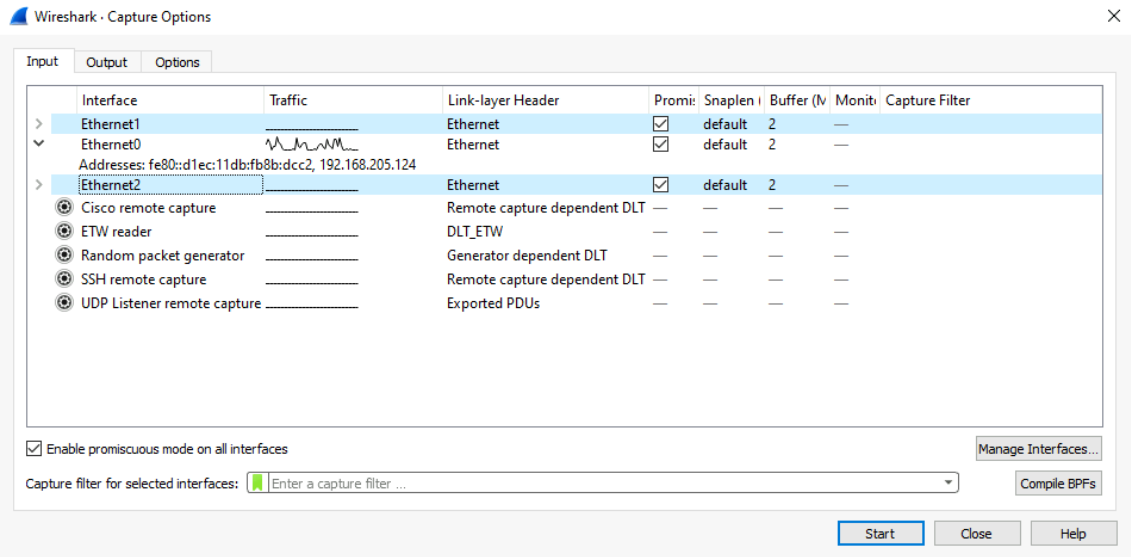 Wireshark · Capture Options
Input Output Options
Interface Traffic Link-layer Header Promis Snaplen ( Buffer (M Monito Capture Filter
Ethernet1 Ethernet default 2 —
Ethernet0 Ethernet default 2 —
Addresses: fe80::d1ec:11db:fb8b:dcc2, 192.168.205.124
Ethernet2 Ethernet default 2 —
Cisco remote capture Remote capture dependent DLT — — — —
ETW reader DLT_ETW — — — —
Random packet generator Generator dependent DLT — — — —
SSH remote capture Remote capture dependent DLT — — — —
UDP Listener remote capture Exported PDUs — — — —
Enable promiscuous mode on all interfaces Manage Interfaces...
Capture filter for selected interfaces: Enter a capture filter ... Compile BPFs
Start Close Help